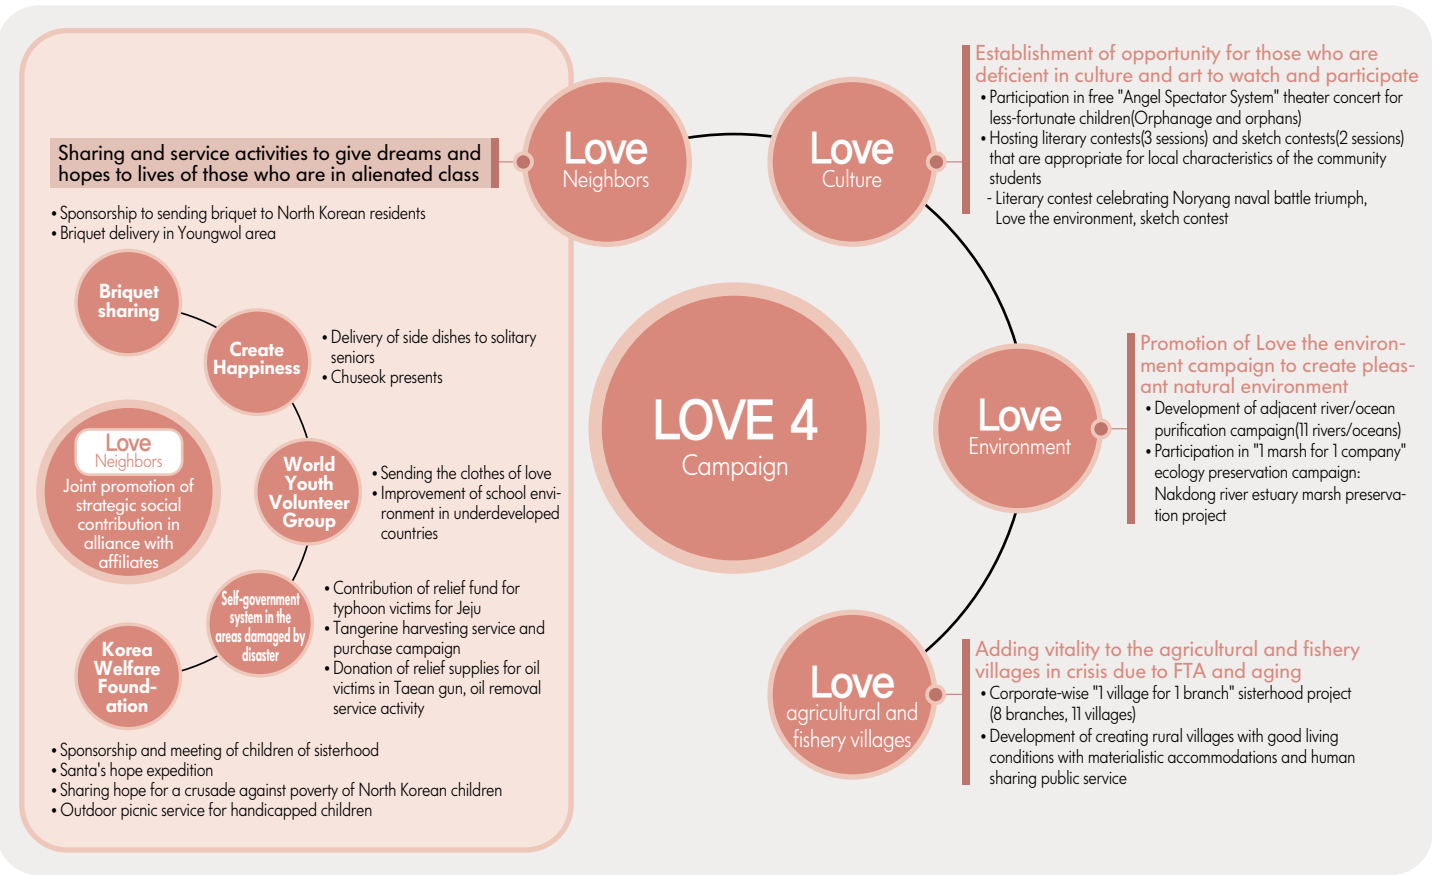 Sharing and service activities to give dreams and
hopes to lives of those who are in alienated class
• Sponsorship to sending briquet to North Korean residents
• Briquet delivery in Youngwol area
Briquet
sharing
Create
Happiness
• Delivery of side dishes to solitary
seniors
• Chuseok presents
Love
Neighbors
Joint promotion of
strategic social
contribution in
alliance with
affiliates
World
Youth
Volunteer
Group
• Sending the clothes of love
• Improvement of school envi-
ronment in underdeveloped
countries
Self-government
system in the
areas damaged by
disaster
• Contribution of relief fund for
typhoon victims for Jeju
• Tangerine harvesting service and
purchase campaign
• Donation of relief supplies for oil
victims in Taean gun, oil removal
service activity
Korea
Welfare
Found-
ation
• Sponsorship and meeting of children of sisterhood
• Santa's hope expedition
• Sharing hope for a crusade against poverty of North Korean children
• Outdoor picnic service for handicapped children
Love
Neighbors
LOVE 4
Campaign
Love
Culture
Establishment of opportunity for those who are
deficient in culture and art to watch and participate
• Participation in free "Angel Spectator System" theater concert for
less-fortunate children(Orphanage and orphans)
• Hosting literary contests(3 sessions) and sketch contests(2 sessions)
that are appropriate for local characteristics of the community
students
- Literary contest celebrating Noryang naval battle triumph,
Love the environment, sketch contest
Love
Environment
Promotion of Love the environ-
ment campaign to create pleas-
ant natural environment
• Development of adjacent river/ocean
purification campaign(11 rivers/oceans)
• Participation in "1 marsh for 1 company"
ecology preservation campaign:
Nakdong river estuary marsh preserva-
tion project
Love
agricultural and
fishery villages
Adding vitality to the agricultural and fishery
villages in crisis due to FTA and aging
• Corporate-wise "1 village for 1 branch" sisterhood project
(8 branches, 11 villages)
• Development of creating rural villages with good living
conditions with materialistic accommodations and human
sharing public service